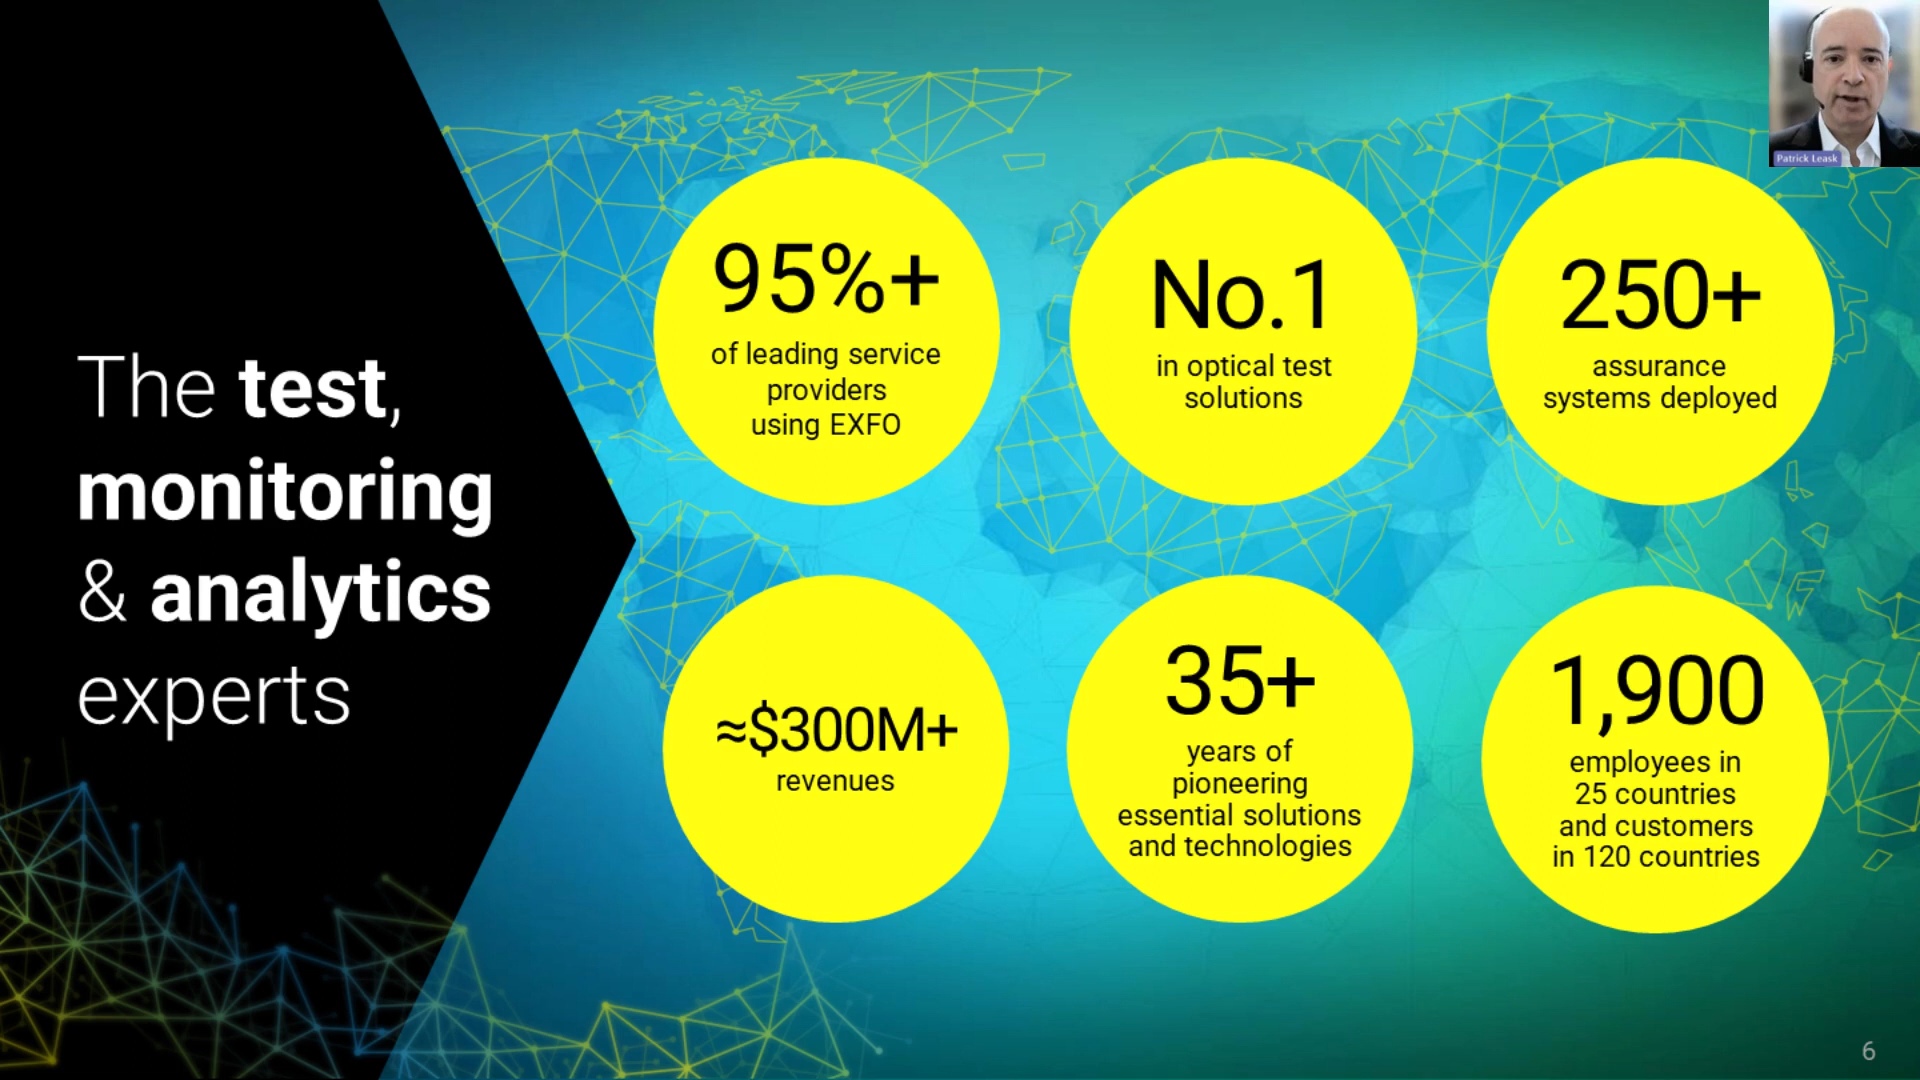 The test,
monitoring
& analytics
experts
95%+
of leading service
providers
using EXFO
No.1
in optical test
solutions
250+
assurance
systems deployed
≈$300M+
revenues
35+
years of
pioneering
essential solutions
and technologies
1,900
employees in
25 countries
and customers
in 120 countries
Patrick Leask
6